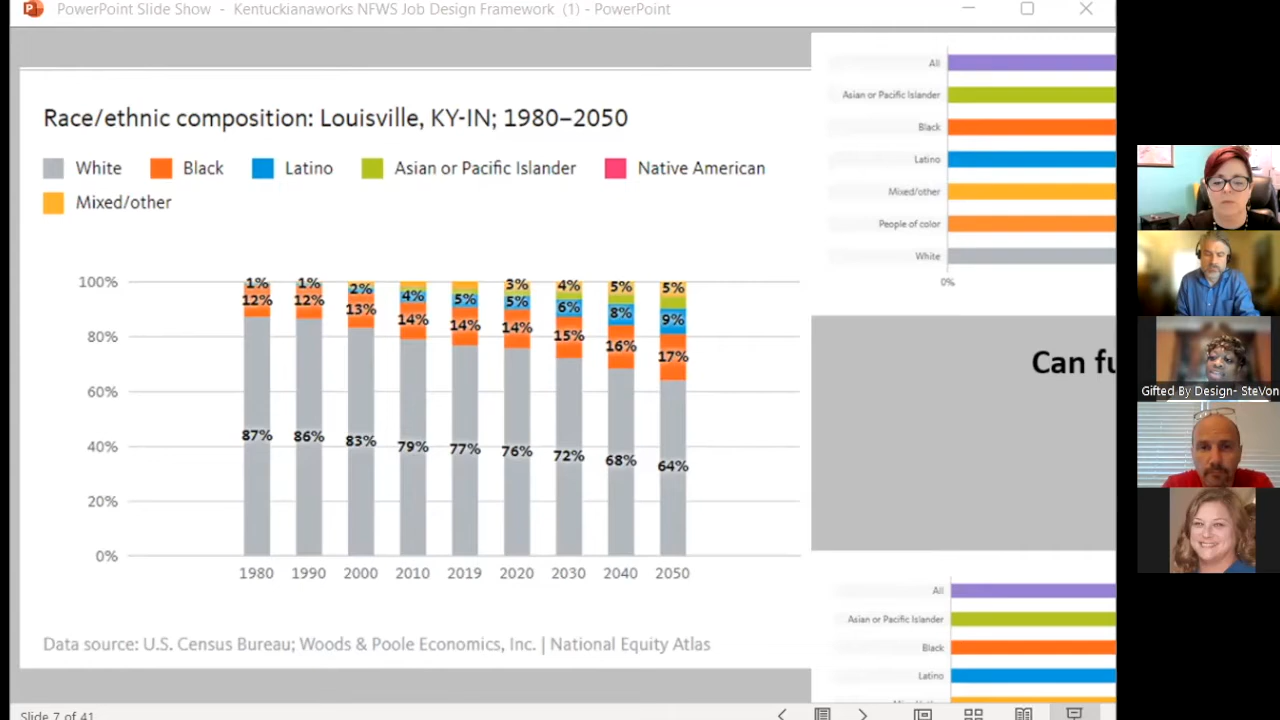 PowerPoint Slide Show - Kentuckianaworks NFWS Job Design Framework (1) - PowerPoint
Race/ethnic composition: Louisville, KY-IN; 1980–2050
White Black Latino Asian or Pacific Islander Native American
Mixed/other
100%
80%
60%
40%
20%
0%
1% 1% 2% 4% 5% 3% 4% 5% 5%
5% 6% 8% 9%
12% 12% 13% 14% 14% 14% 15% 16% 17%
87% 86% 83% 79% 77% 76% 72% 68% 64%
1980 1990 2000 2010 2019 2020 2030 2040 2050
Data source: U.S. Census Bureau; Woods & Poole Economics, Inc. | National Equity Atlas
All
Asian or Pacific Islander
Black
Latino
Mixed/other
People of color
White
0%
Can fu
All
Asian or Pacific Islander
Black
Latino
Gifted By Design- SteVon
Slide 7 of 41